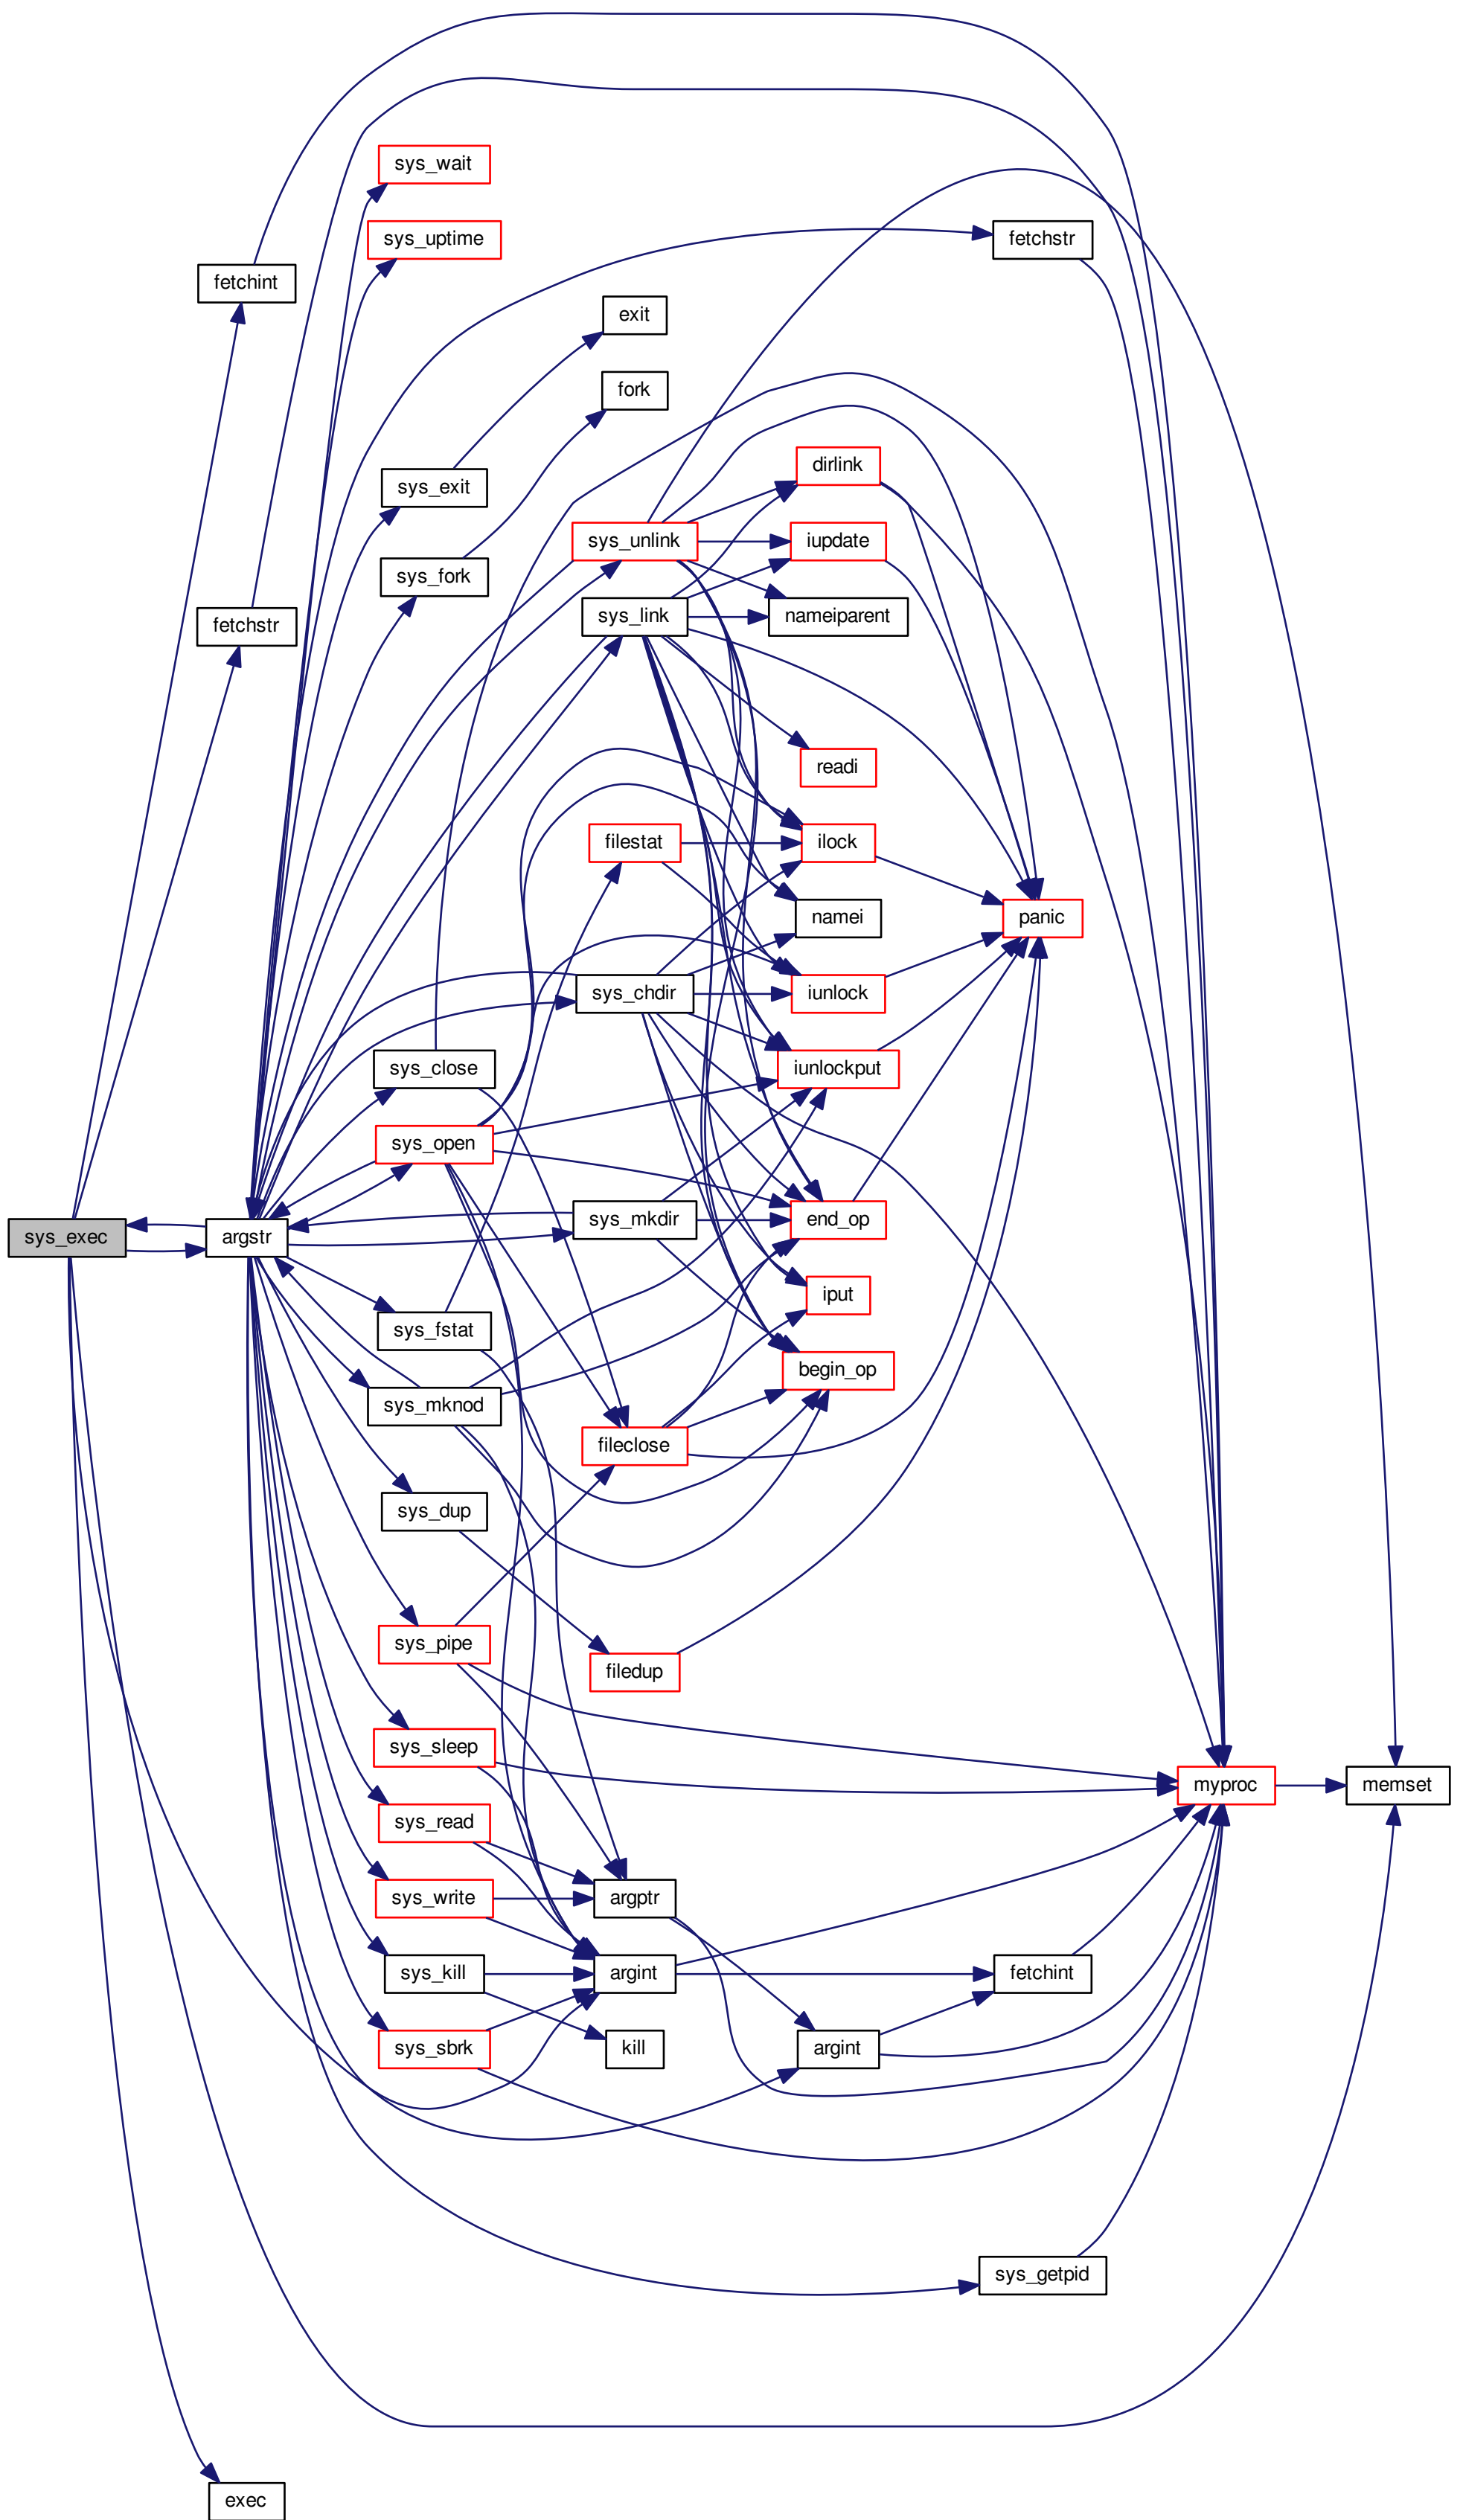 sys_wait
sys_uptime
fetchstr
fetchint
exit
fork
dirlink
sys_exit
sys_unlink
iupdate
sys_fork
sys_link
nameiparent
fetchstr
readi
filestat
ilock
namei
panic
sys_chdir
iunlock
sys_close
iunlockput
sys_open
sys_exec
argstr
sys_mkdir
end_op
iput
sys_fstat
begin_op
sys_mknod
fileclose
sys_dup
sys_pipe
filedup
sys_sleep
myproc
memset
sys_read
sys_write
argptr
sys_kill
argint
fetchint
sys_sbrk
kill
argint
sys_getpid
exec